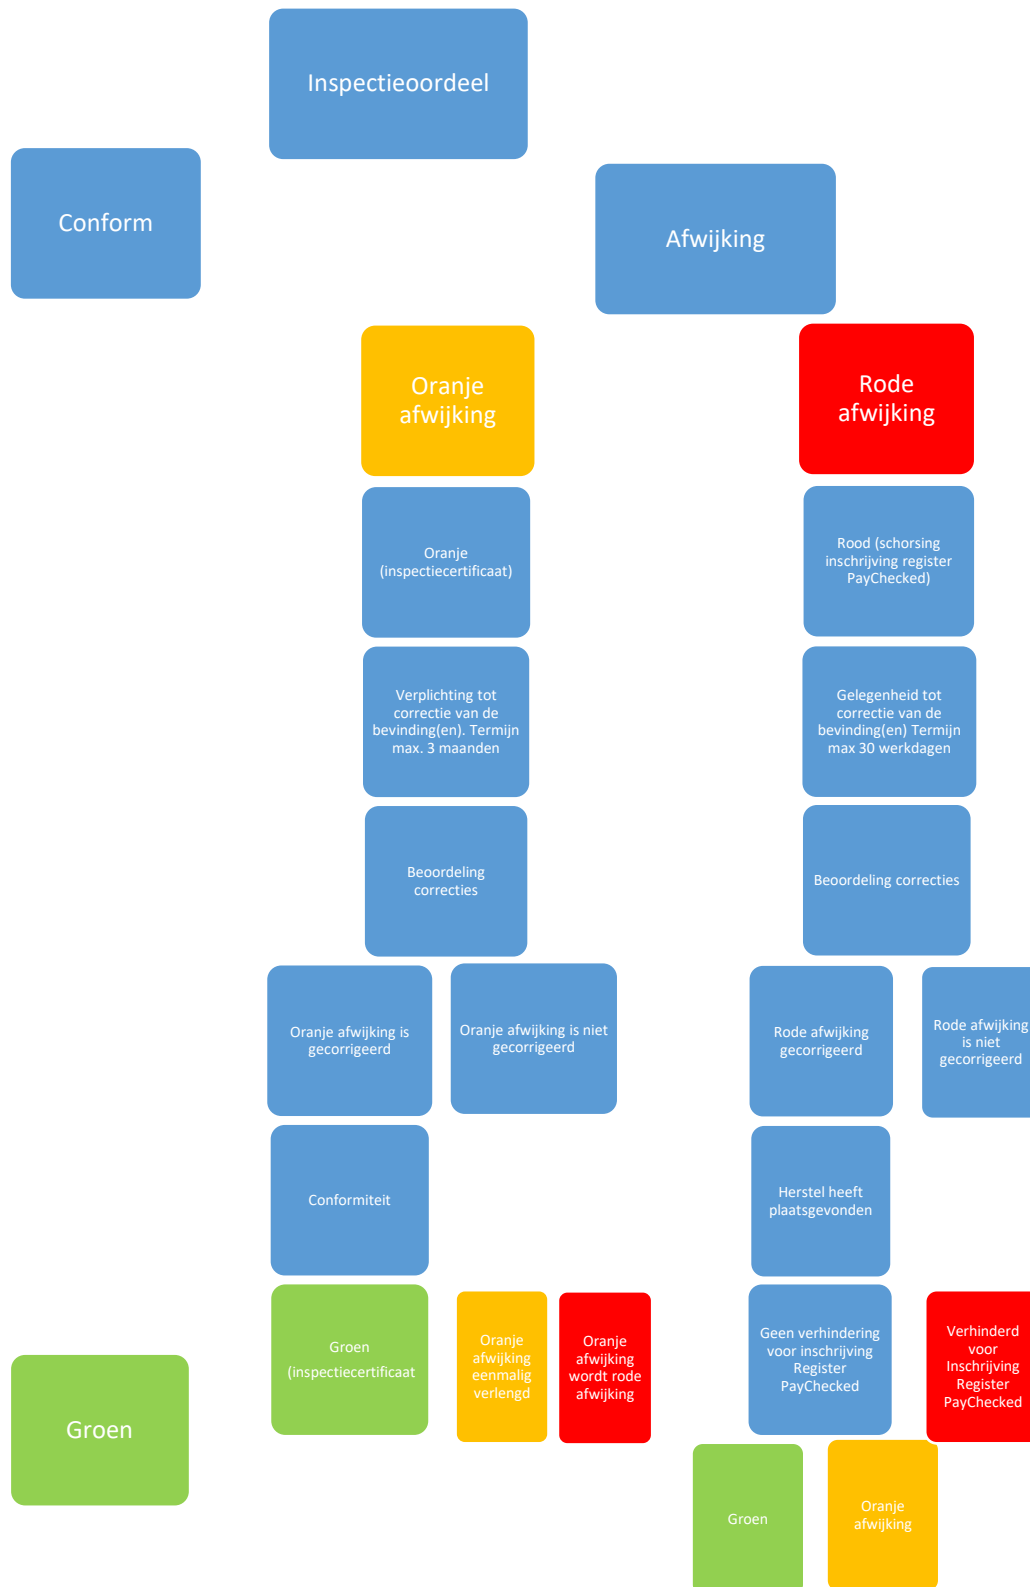 Inspectieoordeel
Conform
Afwijking
Oranje
afwijking
Rode
afwijking
Oranje
(inspectiecertificaat)
Rood (schorsing
inschrijving register
PayChecked)
Verplichting tot
correctie van de
bevinding(en). Termijn
max. 3 maanden
Gelegenheid tot
correctie van de
bevinding(en) Termijn
max 30 werkdagen
Beoordeling
correcties
Beoordeling correcties
Oranje afwijking is
gecorrigeerd
Oranje afwijking is niet
gecorrigeerd
Rode afwijking
gecorrigeerd
Rode afwijking
is niet
gecorrigeerd
Conformiteit
Herstel heeft
plaatsgevonden
Groen
(inspectiecertificaat
Oranje
afwijking
eenmalig
verlengd
Oranje
afwijking
wordt rode
afwijking
Geen verhindering
voor inschrijving
Register
PayChecked
Verhinderd
voor
Inschrijving
Register
PayChecked
Groen
Groen
Oranje
afwijking